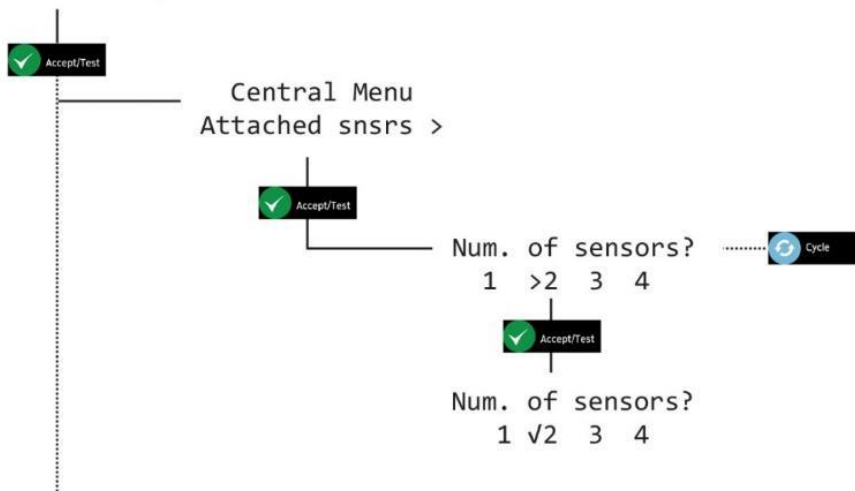 Accept/Test
Central Menu
Attached snsrs >
Accept/Test
Num. of sensors?
Cycle
1 >2 3 4
Accept/Test
Num. of sensors?
1 √2 3 4